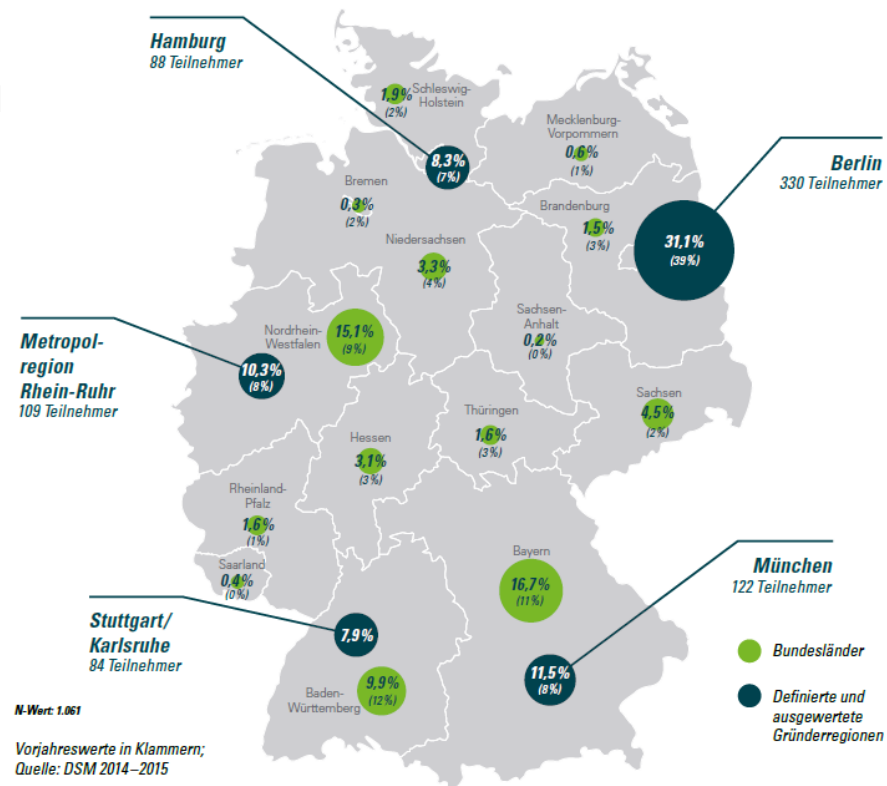 Hamburg
88 Teilnehmer
1,9%
(2%)
Schleswig-
Holstein
Mecklenburg-
Vorpommern
0,6%
(1%)
8,3%
(7%)
Berlin
330 Teilnehmer
Bremen
0,3%
(2%)
Brandenburg
1,5%
(3%)
31,1%
(39%)
Niedersachsen
3,3%
(4%)
Sachsen-
Anhalt
0,2%
(0%)
Nordrhein-
Westfalen
15,1%
(9%)
Metropol-
region
Rhein-Ruhr
109 Teilnehmer
10,3%
(8%)
Sachsen
4,5%
(2%)
Thüringen
1,6%
(3%)
Hessen
3,1%
(3%)
Rheinland-
Pfalz
1,6%
(1%)
Saarland
0,4%
(0%)
Bayern
16,7%
(11%)
München
122 Teilnehmer
Stuttgart/
Karlsruhe
84 Teilnehmer
7,9%
Baden-
Württemberg
9,9%
(12%)
11,5%
(8%)
Bundesländer
Definierte und
ausgewertete
Gründerregionen
N-Wert: 1.061
Vorjahreswerte in Klammern;
Quelle: DSM 2014–2015